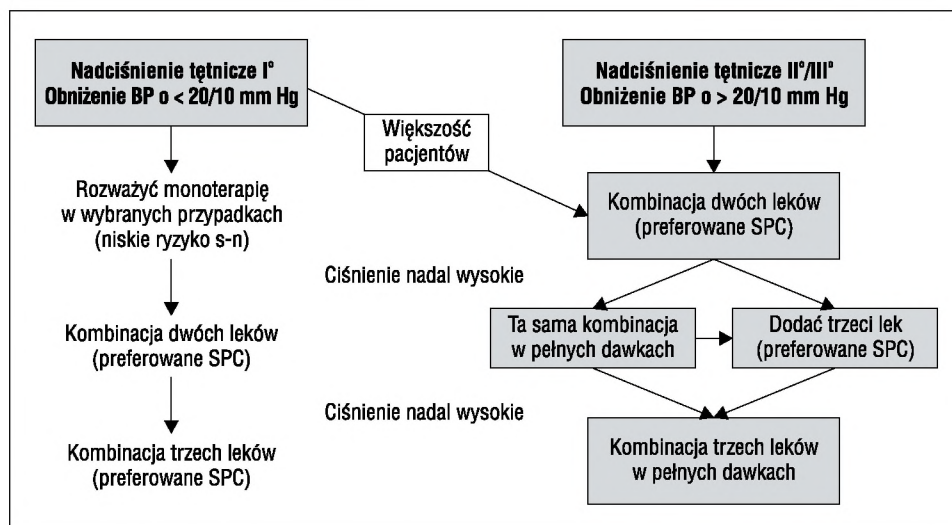 Nadciśnienie tętnicze I°
Obniżenie BP o < 20/10 mm Hg
Nadciśnienie tętnicze II°/III°
Obniżenie BP o > 20/10 mm Hg
Większość
pacjentów
Rozważyć monoterapię
w wybranych przypadkach
(niskie ryzyko s-n)
Kombinacja dwóch leków
(preferowane SPC)
Ciśnienie nadal wysokie
Kombinacja dwóch leków
(preferowane SPC)
Ta sama kombinacja
w pełnych dawkach
Dodać trzeci lek
(preferowane SPC)
Ciśnienie nadal wysokie
Kombinacja trzech leków
(preferowane SPC)
Kombinacja trzech leków
w pełnych dawkach